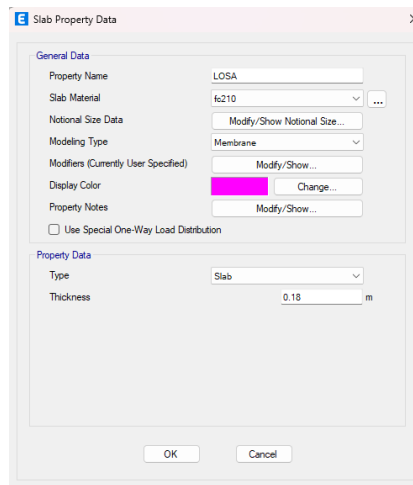 E Slab Property Data
General Data
Property Name LOSA
Slab Material fc210 ...
Notional Size Data Modify/Show Notional Size...
Modeling Type Membrane
Modifiers (Currently User Specified) Modify/Show...
Display Color Change...
Property Notes Modify/Show...
Use Special One-Way Load Distribution
Property Data
Type Slab
Thickness 0.18 m
OK Cancel